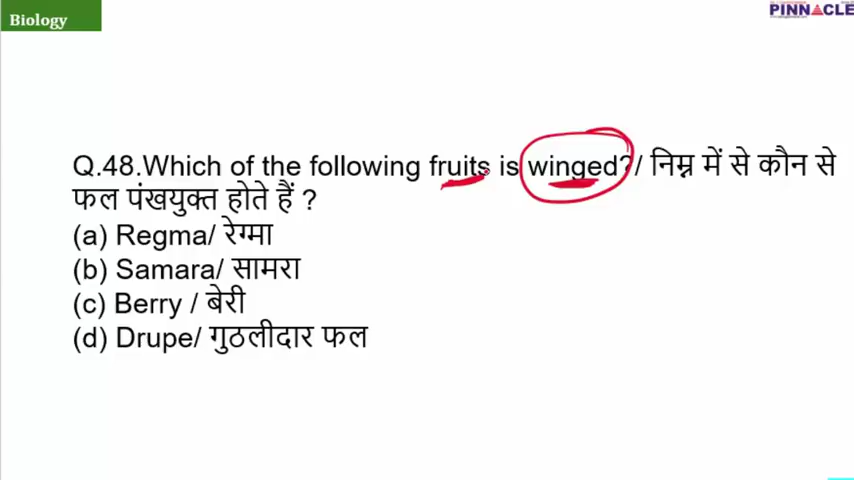 Biology
PINNACLE
Q.48.Which of the following fruits is winged?/ निम्न में से कौन से
फल पंखयुक्त होते हैं ?
(a) Regma/ रेग्मा
(b) Samara/ सामरा
(c) Berry / बेरी
(d) Drupe/ गुठलीदार फल